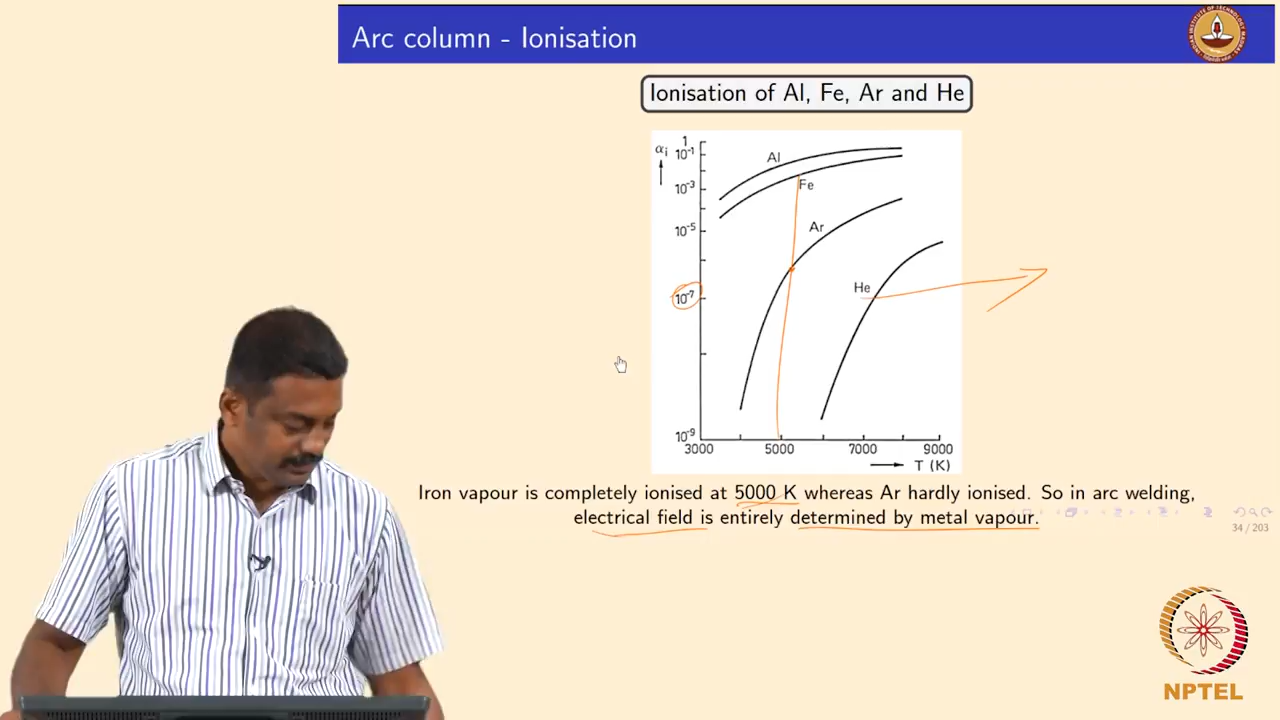 Arc column - Ionisation
Ionisation of Al, Fe, Ar and He
αi
1
10-1
10-3
10-5
10-7
10-9
Al
Fe
Ar
He
3000 5000 7000 9000
T (K)
Iron vapour is completely ionised at 5000 K whereas Ar hardly ionised. So in arc welding,
electrical field is entirely determined by metal vapour.
34 / 203
NPTEL